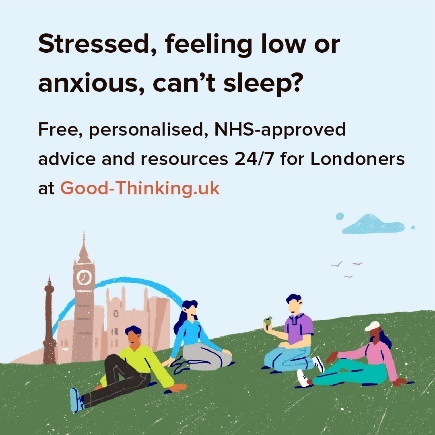 Stressed, feeling low or
anxious, can’t sleep?
Free, personalised, NHS-approved
advice and resources 24/7 for Londoners
at Good-Thinking.uk